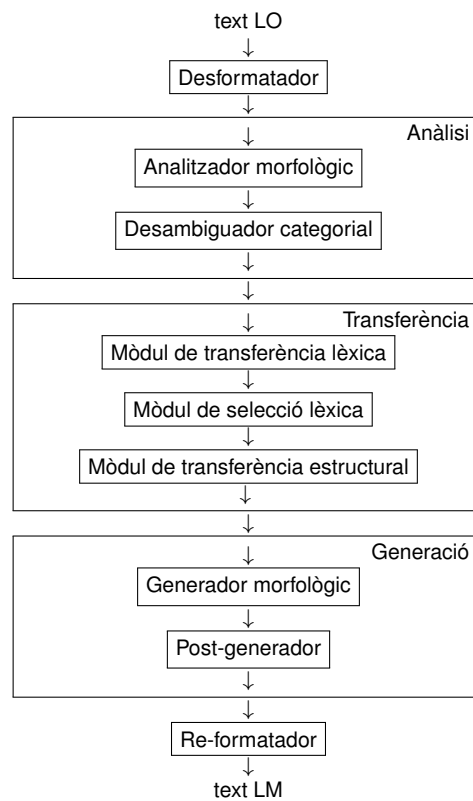 text LO
Desformatador
Anàlisi
Analitzador morfològic
Desambiguador categorial
Transferència
Mòdul de transferència lèxica
Mòdul de selecció lèxica
Mòdul de transferència estructural
Generació
Generador morfològic
Post-generador
Re-formatador
text LM